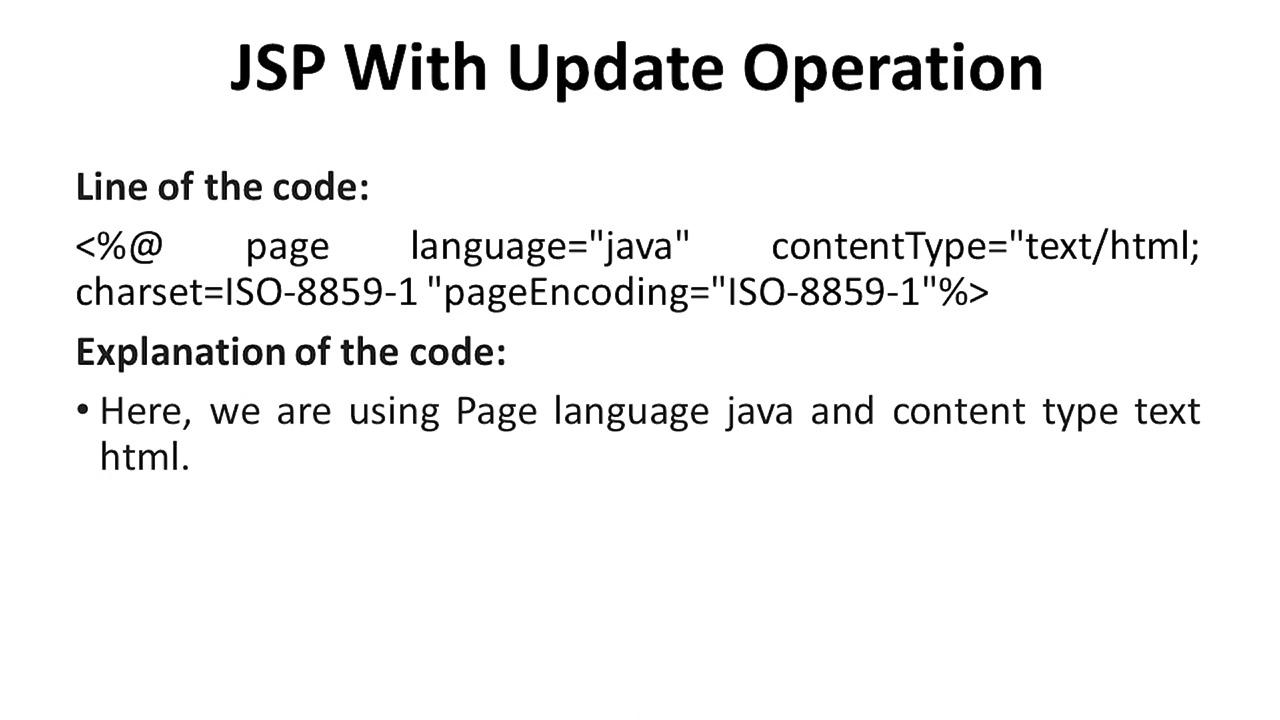 JSP With Update Operation
Line of the code:
<%@ page language="java" contentType="text/html;
charset=ISO-8859-1 "pageEncoding="ISO-8859-1"%>
Explanation of the code:
• Here, we are using Page language java and content type text
html.